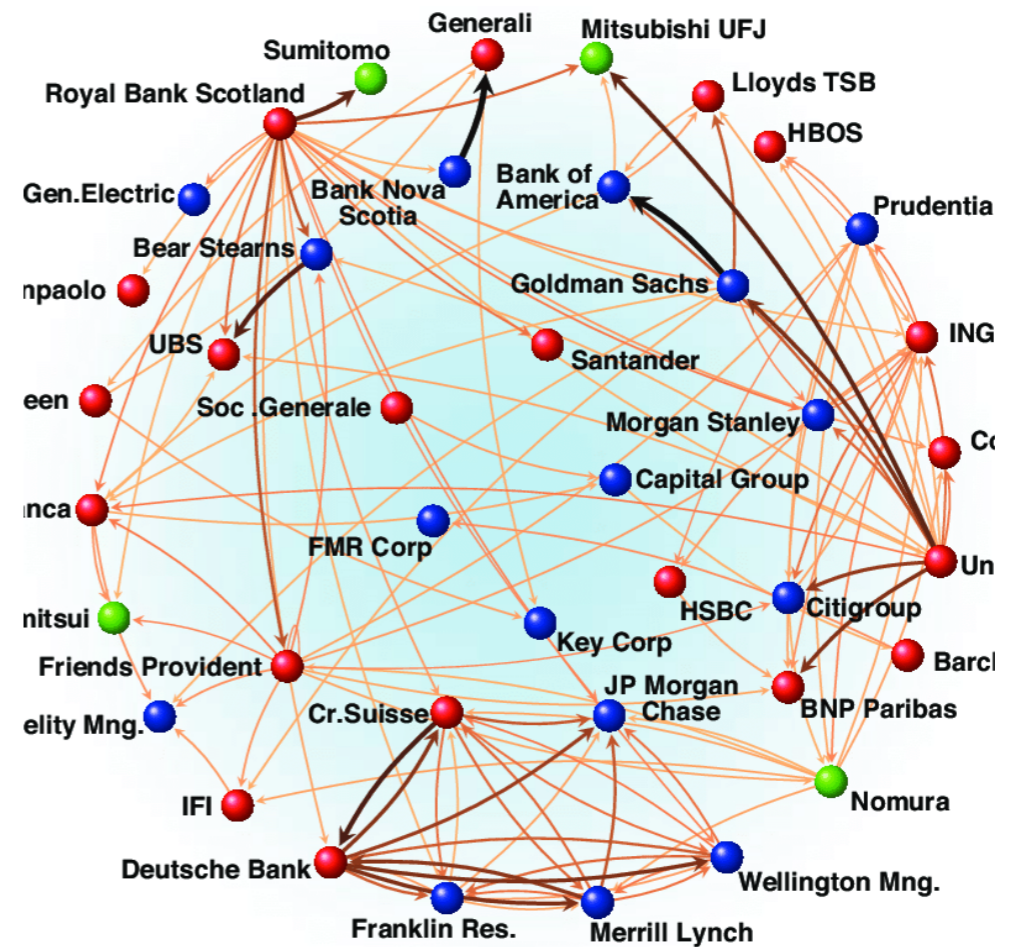 Generali
Mitsubishi UFJ
Sumitomo
Lloyds TSB
Royal Bank Scotland
HBOS
Gen.Electric
Bank Nova
Scotia
Bank of
America
Prudentia
Bear Stearns
Goldman Sachs
npaolo
ING
UBS
Santander
een
Soc .Generale
Morgan Stanley
Co
Capital Group
nca
FMR Corp
Un
HSBC
Citigroup
mitsui
Key Corp
Friends Provident
Barcl
JP Morgan
Chase
Cr.Suisse
BNP Paribas
elity Mng.
IFI
Nomura
Deutsche Bank
Wellington Mng.
Franklin Res.
Merrill Lynch